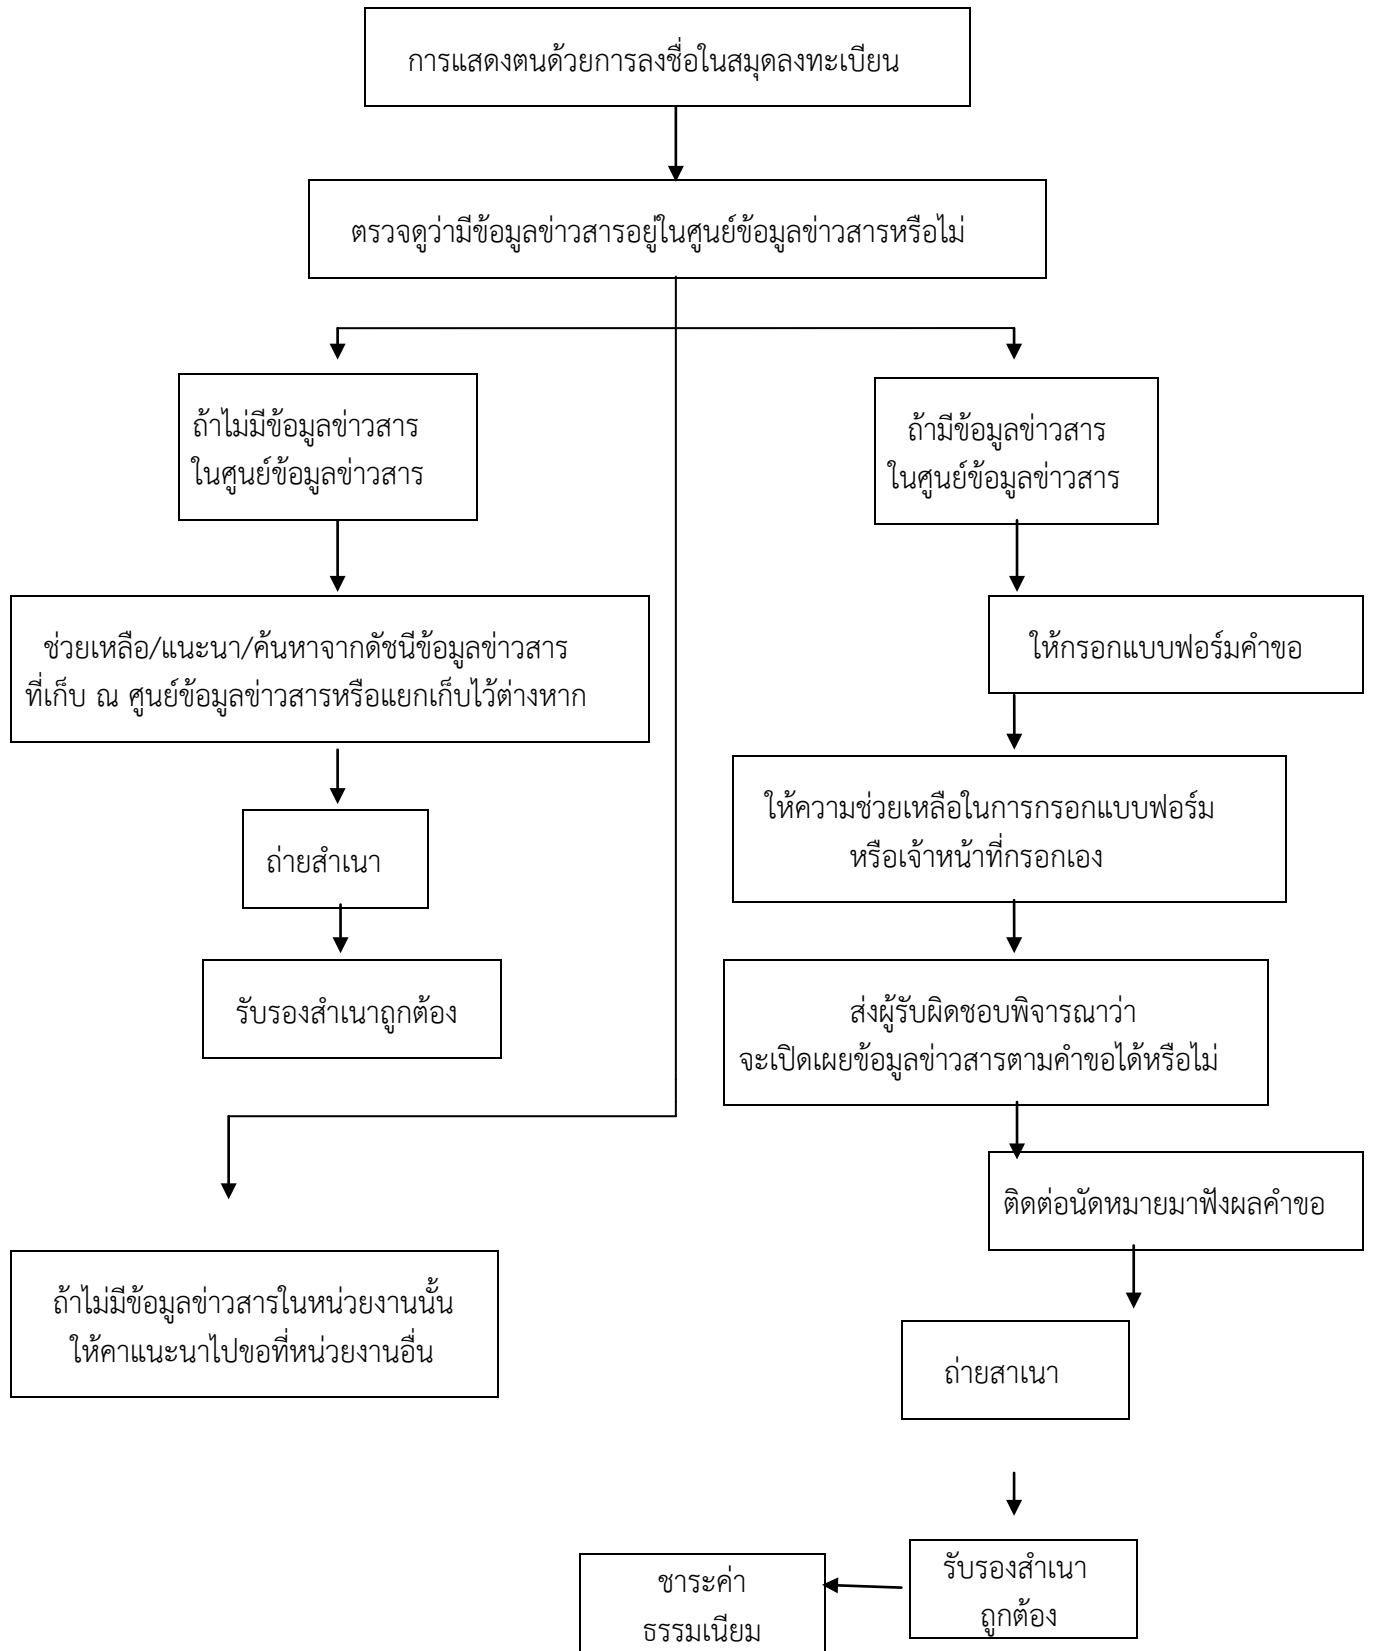 การแสดงตนด้วยการลงชื่อในสมุดลงทะเบียน
ตรวจดูว่ามีข้อมูลข่าวสารอยู่ในศูนย์ข้อมูลข่าวสารหรือไม่
ถ้าไม่มีข้อมูลข่าวสาร
ในศูนย์ข้อมูลข่าวสาร
ช่วยเหลือ/แนะนา/ค้นหาจากดัชนีข้อมูลข่าวสาร
ที่เก็บ ณ ศูนย์ข้อมูลข่าวสารหรือแยกเก็บไว้ต่างหาก
ถ่ายสำเนา
รับรองสำเนาถูกต้อง
ถ้าไม่มีข้อมูลข่าวสารในหน่วยงานนั้น
ให้คาแนะนาไปขอที่หน่วยงานอื่น
ถ้ามีข้อมูลข่าวสาร
ในศูนย์ข้อมูลข่าวสาร
ให้กรอกแบบฟอร์มคำขอ
ให้ความช่วยเหลือในการกรอกแบบฟอร์ม
หรือเจ้าหน้าที่กรอกเอง
ส่งผู้รับผิดชอบพิจารณาว่า
จะเปิดเผยข้อมูลข่าวสารตามคำขอได้หรือไม่
ติดต่อนัดหมายมาฟังผลคำขอ
ถ่ายสาเนา
รับรองสำเนา
ถูกต้อง
ชาระค่า
ธรรมเนียม